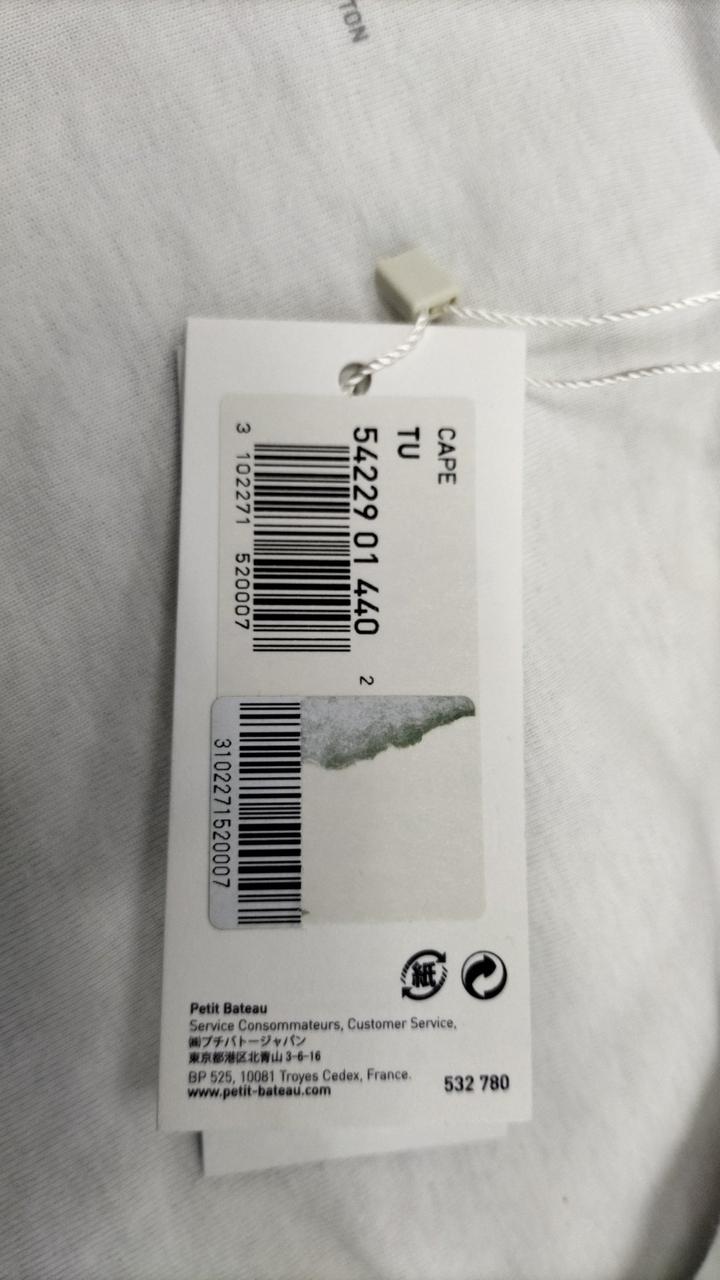 TON
CAPE
TU
54229 01 440
2
3 102271 520007
3102271520007
紙
Petit Bateau
Service Consommateurs, Customer Service,
㈱プチバトージャパン
東京都港区北青山 3-6-16
BP 525, 10081 Troyes Cedex, France.
www.petit-bateau.com
532 780